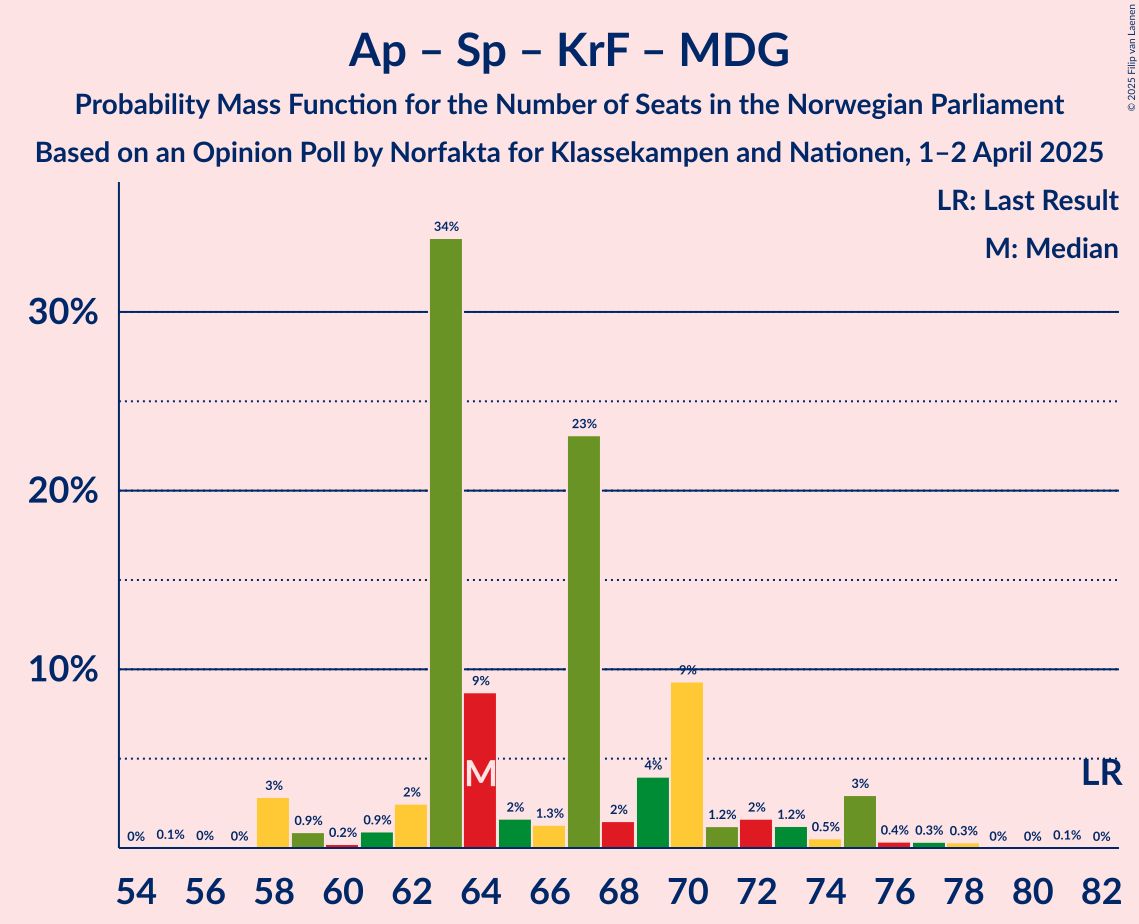 © 2025 Filip van Laenen
Ap – Sp – KrF – MDG
Probability Mass Function for the Number of Seats in the Norwegian Parliament
Based on an Opinion Poll by Norfakta for Klassekampen and Nationen, 1–2 April 2025
LR: Last Result
M: Median
30%
20%
10%
0% 0.1% 0% 0% 3% 0.9% 0.2% 0.9% 2% 34% 9% 2% 1.3% 23% 2% 4% 9% 1.2% 2% 1.2% 0.5% 3% 0.4% 0.3% 0.3% 0% 0% 0.1% 0%
M
LR
54 56 58 60 62 64 66 68 70 72 74 76 78 80 82